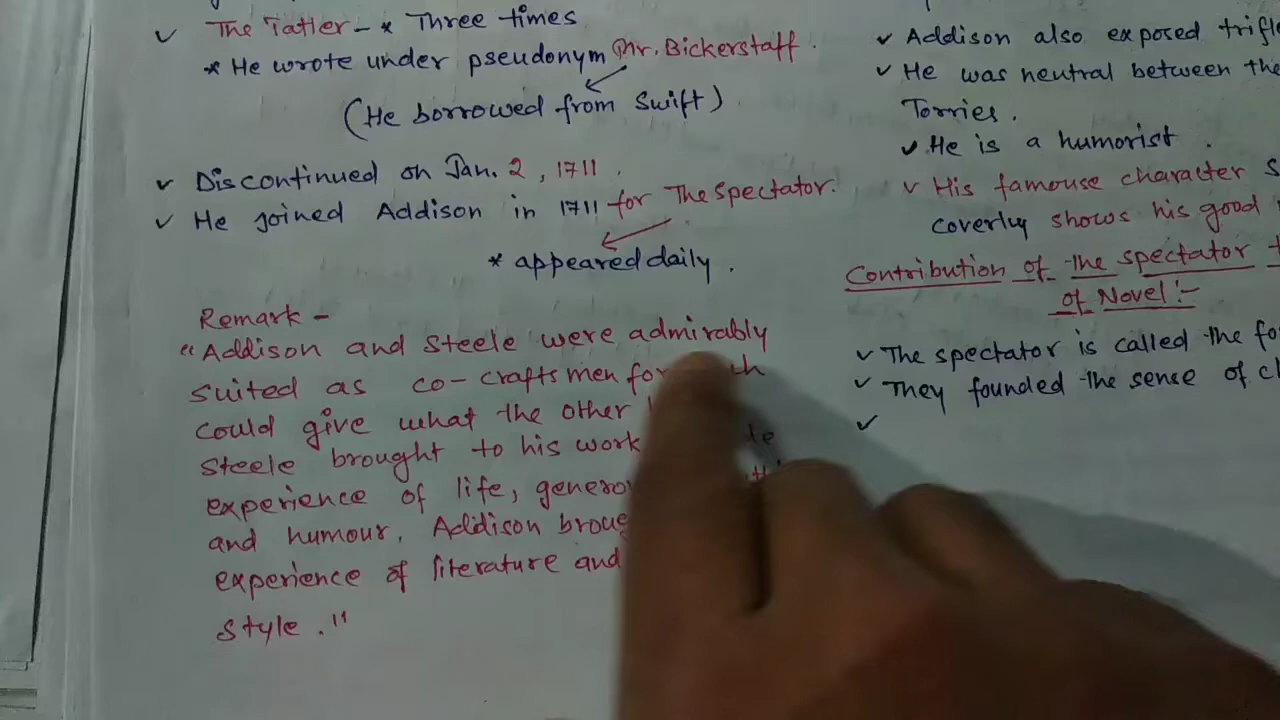 ✓ The Tatler - * Three times
* He wrote under pseudonym Mr. Bickerstaff.
(He borrowed from Swift)
✓ Discontinued on Jan. 2, 1711.
✓ He joined Addison in 1711 for The Spectator.
* appeared daily.
Remark -
"Addison and Steele were admirably
suited as co-craftsmen for
could give what the other
Steele brought to his work
experience of life,
and humour. Addison
experience of literature and
style."
✓ Addison also exposed
✓ He was neutral between the
Torries.
✓ He is a humorist.
✓ His famouse character
coverly shows his good
Contribution of the spectator
of Novel :-
✓ The spectator is called the
✓ They founded the sense of
✓